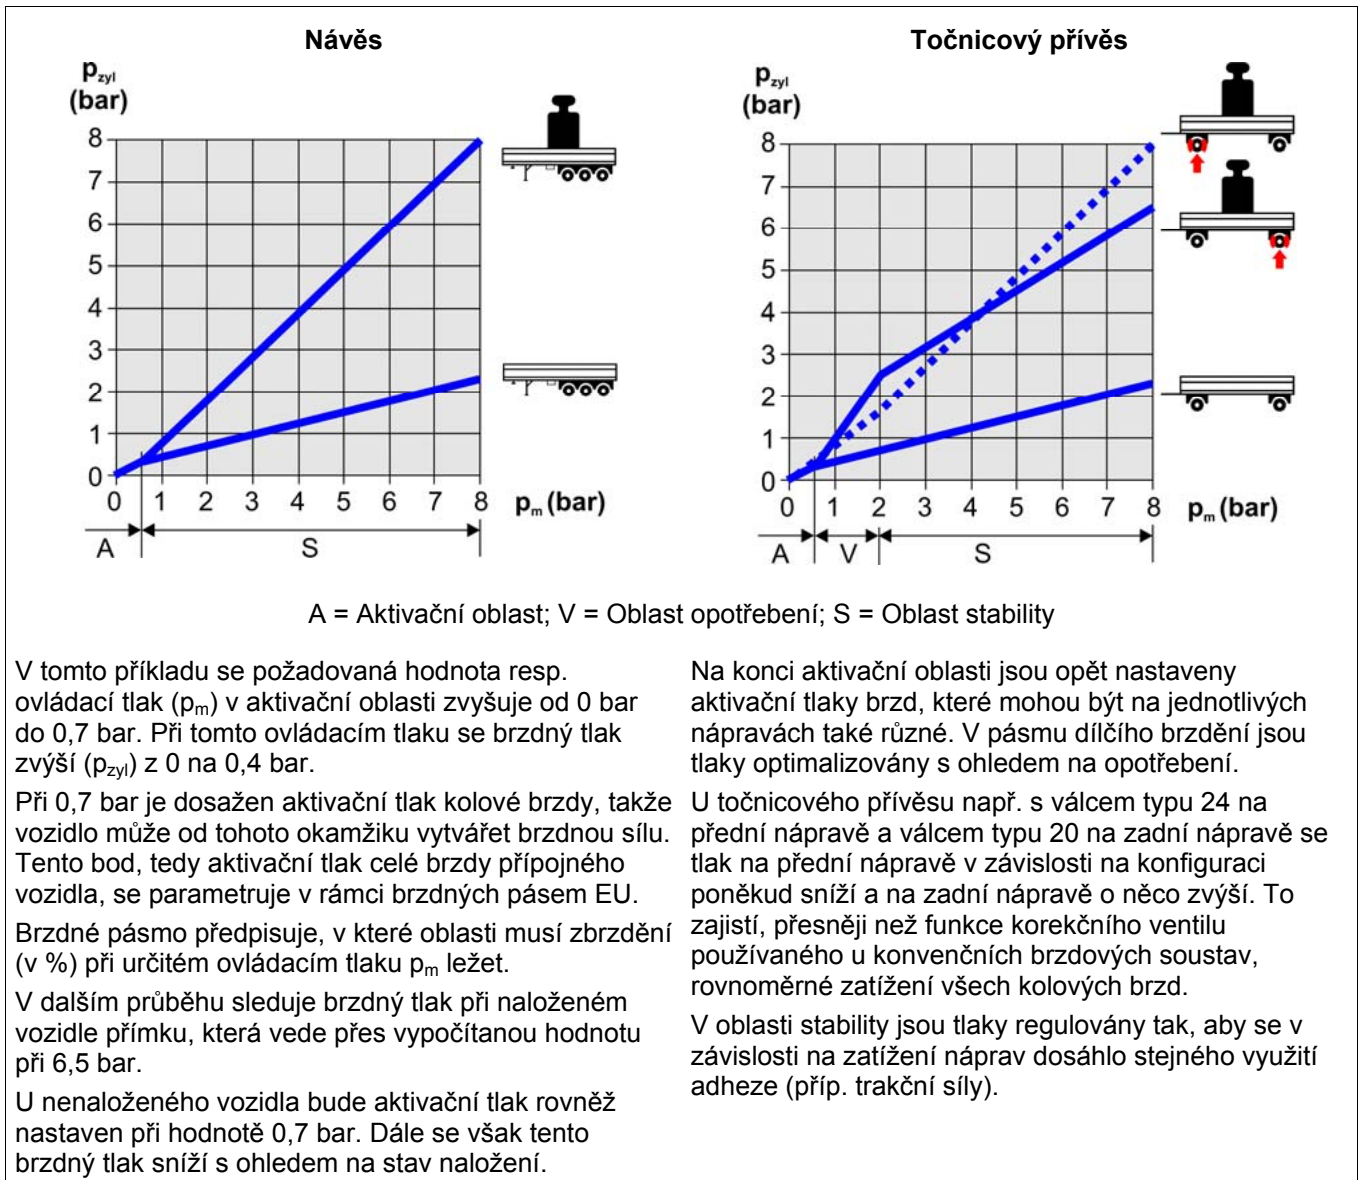 Návěs
p_zyl
(bar)
8
7
6
5
4
3
2
1
0
0 1 2 3 4 5 6 7 8 p_m (bar)
A S
Točnicový přívěs
p_zyl
(bar)
8
7
6
5
4
3
2
1
0
0 1 2 3 4 5 6 7 8 p_m (bar)
A V S
A = Aktivační oblast; V = Oblast opotřebení; S = Oblast stability
V tomto příkladu se požadovaná hodnota resp.
ovládací tlak (p_m) v aktivační oblasti zvyšuje od 0 bar
do 0,7 bar. Při tomto ovládacím tlaku se brzdný tlak
zvýší (p_zyl) z 0 na 0,4 bar.
Při 0,7 bar je dosažen aktivační tlak kolové brzdy, takže
vozidlo může od tohoto okamžiku vytvářet brzdnou sílu.
Tento bod, tedy aktivační tlak celé brzdy přípojného
vozidla, se parametruje v rámci brzdných pásem EU.
Brzdné pásmo předpisuje, v které oblasti musí zbrzdění
(v %) při určitém ovládacím tlaku p_m ležet.
V dalším průběhu sleduje brzdný tlak při naloženém
vozidle přímku, která vede přes vypočítanou hodnotu
při 6,5 bar.
U nenaloženého vozidla bude aktivační tlak rovněž
nastaven při hodnotě 0,7 bar. Dále se však tento
brzdný tlak sníží s ohledem na stav naložení.
Na konci aktivační oblasti jsou opět nastaveny
aktivační tlaky brzd, které mohou být na jednotlivých
nápravách také různé. V pásmu dílčího brzdění jsou
tlaky optimalizovány s ohledem na opotřebení.
U točnicového přívěsu např. s válcem typu 24 na
přední nápravě a válcem typu 20 na zadní nápravě se
tlak na přední nápravě v závislosti na konfiguraci
poněkud sníží a na zadní nápravě o něco zvýší. To
zajistí, přesněji než funkce korekčního ventilu
používaného u konvenčních brzdových soustav,
rovnoměrné zatížení všech kolových brzd.
V oblasti stability jsou tlaky regulovány tak, aby se v
závislosti na zatížení náprav dosáhlo stejného využití
adheze (příp. trakční síly).